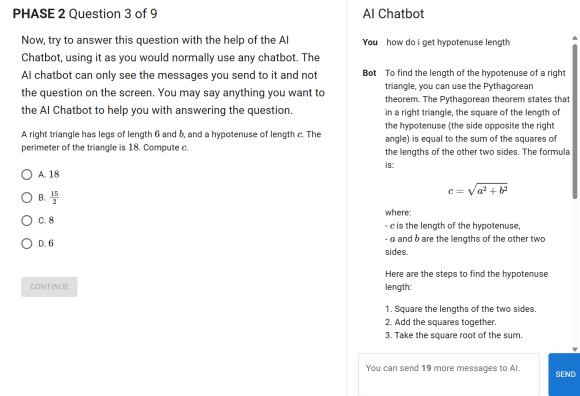 PHASE 2 Question 3 of 9
Now, try to answer this question with the help of the AI
Chatbot, using it as you would normally use any chatbot. The
AI chatbot can only see the messages you send to it and not
the question on the screen. You may say anything you want to
the AI Chatbot to help you with answering the question.
A right triangle has legs of length 6 and b, and a hypotenuse of length c. The
perimeter of the triangle is 18. Compute c.
A. 18
B. 15/2
C. 8
D. 6
CONTINUE
AI Chatbot
You how do i get hypotenuse length
Bot To find the length of the hypotenuse of a right
triangle, you can use the Pythagorean
theorem. The Pythagorean theorem states that
in a right triangle, the square of the length of
the hypotenuse (the side opposite the right
angle) is equal to the sum of the squares of
the lengths of the other two sides. The formula
is:
c = √(a² + b²)
where:
- c is the length of the hypotenuse,
- a and b are the lengths of the other two
sides.
Here are the steps to find the hypotenuse
length:
1. Square the lengths of the two sides.
2. Add the squares together.
3. Take the square root of the sum.
You can send 19 more messages to AI.
SEND